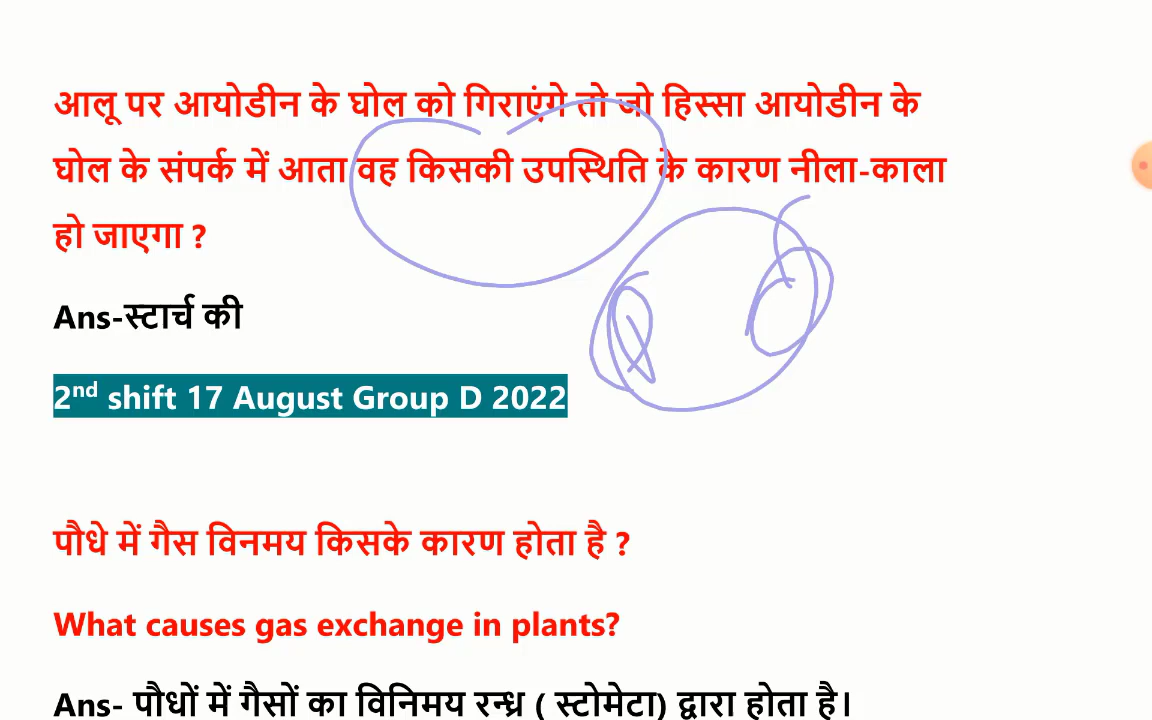 आलू पर आयोडीन के घोल को गिराएंगे तो जो हिस्सा आयोडीन के
घोल के संपर्क में आता वह किसकी उपस्थिति के कारण नीला-काला
हो जाएगा ?
Ans-स्टार्च की
2nd shift 17 August Group D 2022
पौधे में गैस विनमय किसके कारण होता है ?
What causes gas exchange in plants?
Ans- पौधों में गैसों का विनिमय रन्ध्र ( स्टोमेटा) द्वारा होता है।